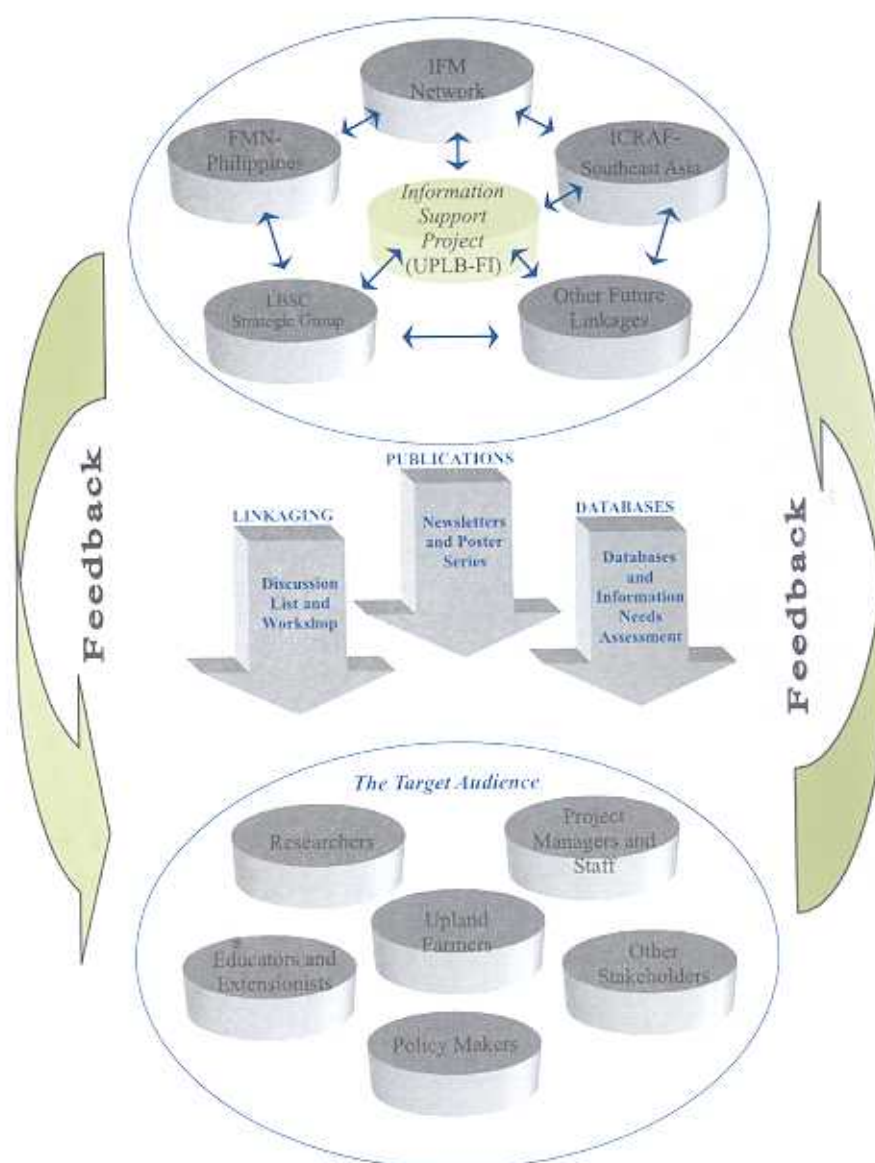 IFM
Network
FMN-
Philippines
ICRAF-
Southeast Asia
Information
Support
Project
(UPLB-FI)
LBSC
Strategic Group
Other Future
Linkages
Feedback
Feedback
PUBLICATIONS
Newsletters
and Poster
Series
LINKAGING
Discussion
List and
Workshop
DATABASES
Databases
and
Information
Needs
Assessment
The Target Audience
Researchers
Project
Managers and
Staff
Upland
Farmers
Educators and
Extensionists
Other
Stakeholders
Policy Makers